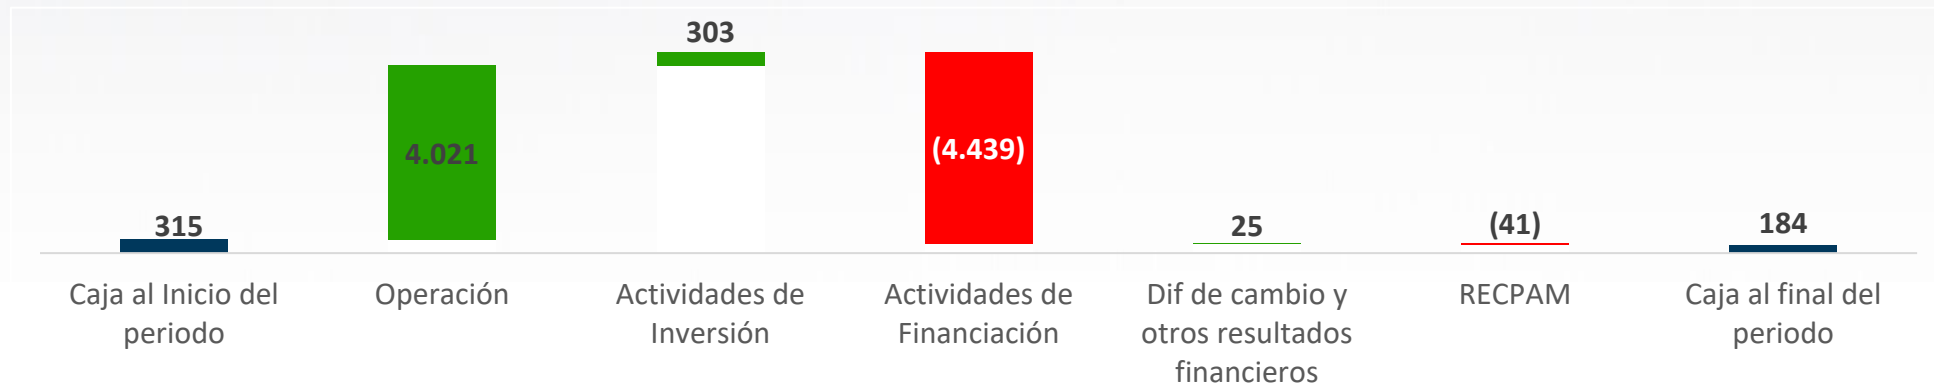 303
4.021
(4.439)
315
25
(41)
184
Caja al Inicio del
periodo
Operación
Actividades de
Inversión
Actividades de
Financiación
Dif de cambio y
otros resultados
financieros
RECPAM
Caja al final del
periodo